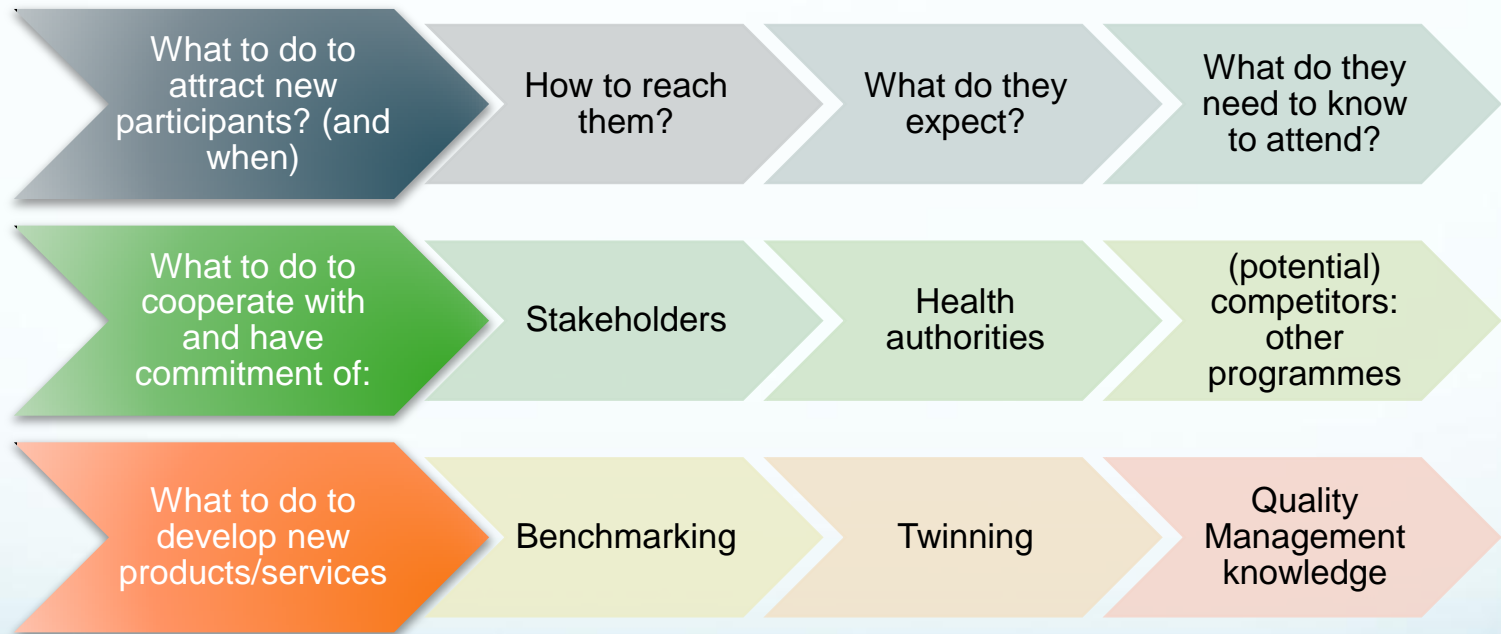 What to do to
attract new
participants? (and
when)
How to reach
them?
What do they
expect?
What do they
need to know
to attend?
What to do to
cooperate with
and have
commitment of:
Stakeholders
Health
authorities
(potential)
competitors:
other
programmes
What to do to
develop new
products/services
Benchmarking
Twinning
Quality
Management
knowledge